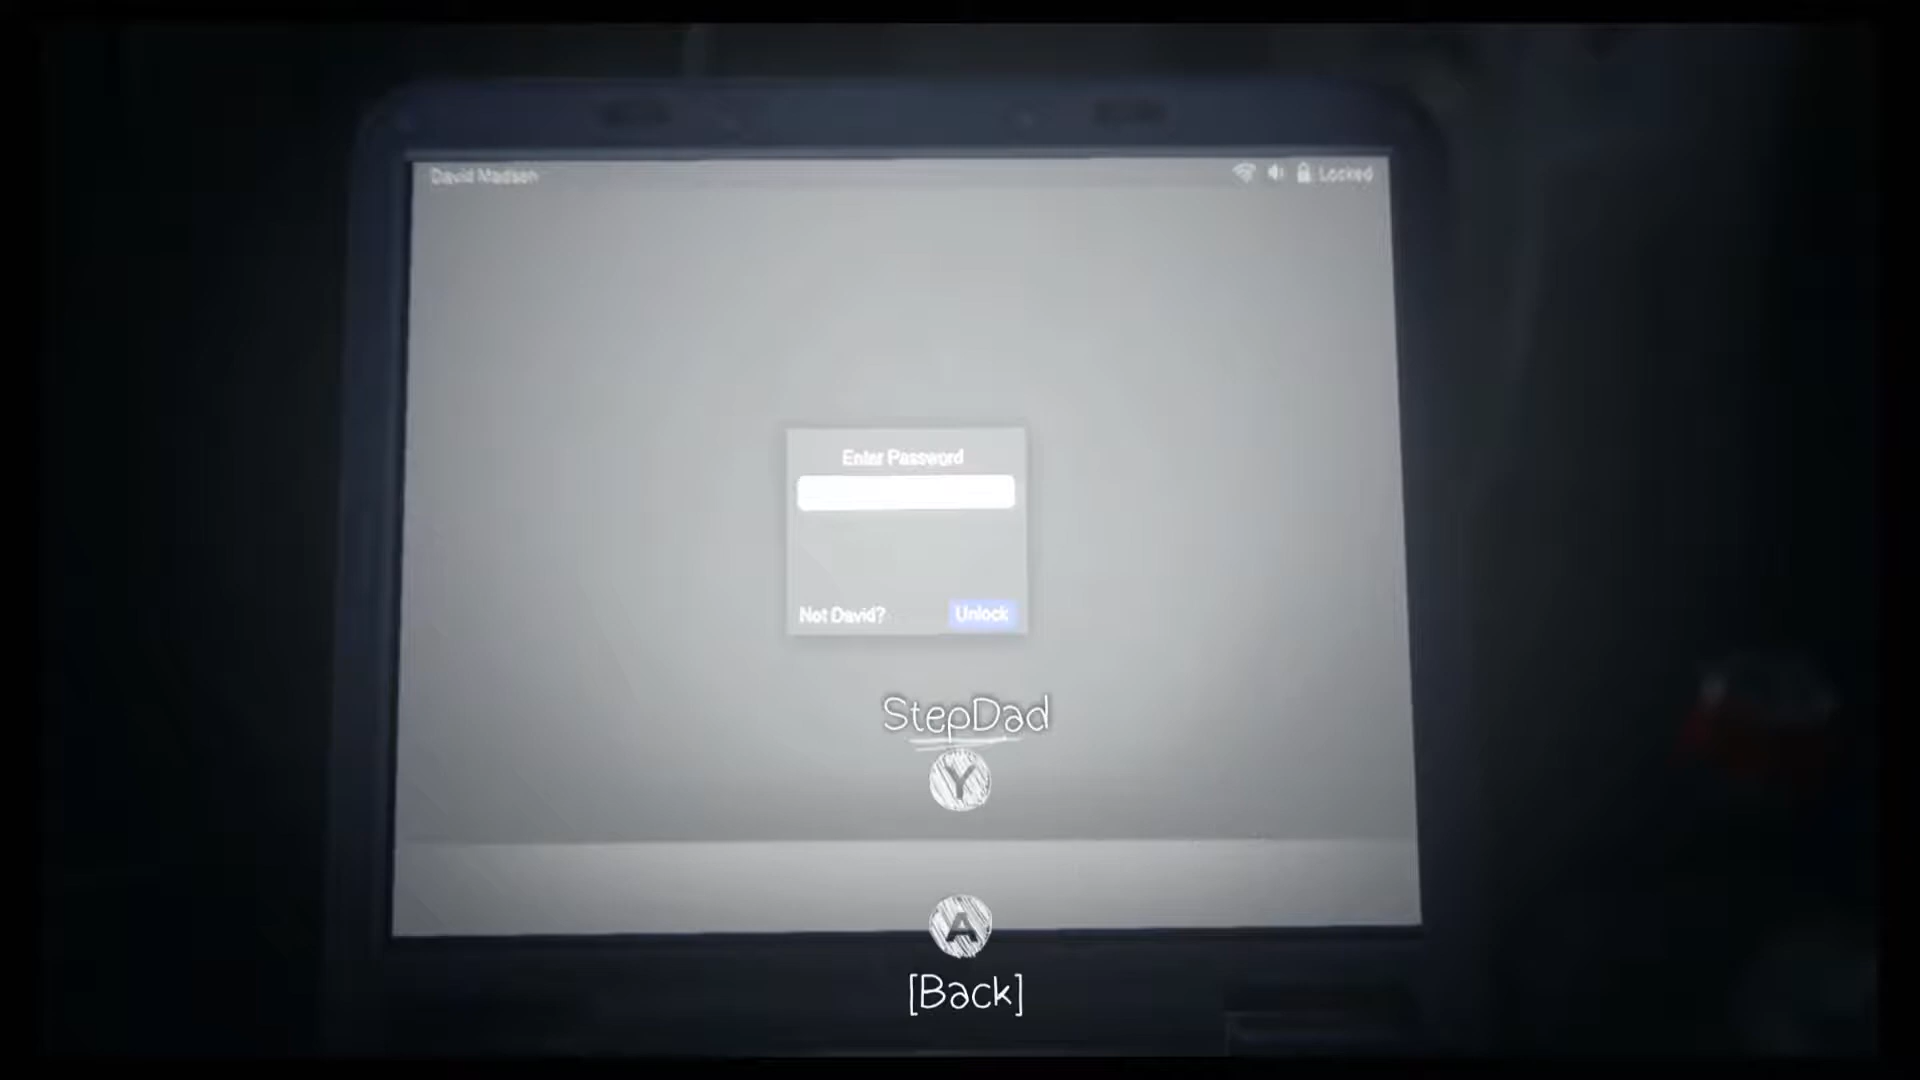 David Madsen
Locked
Enter Password
Not David?
Unlock
StepDad
Y
A
[Back]